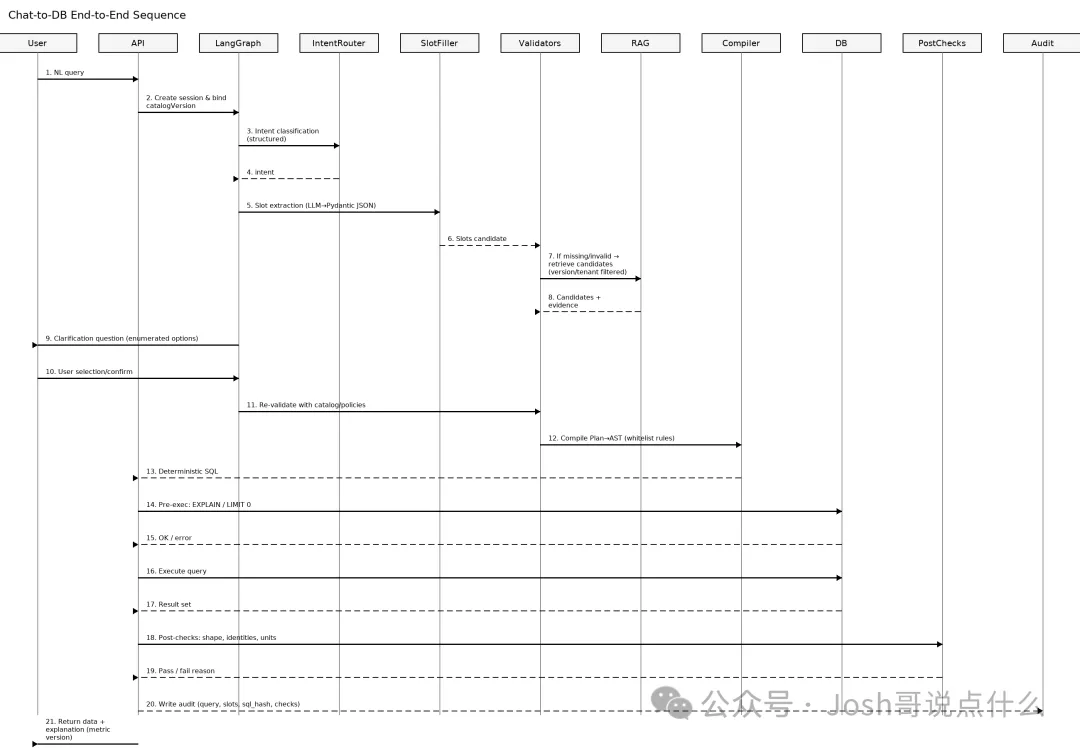 Chat-to-DB End-to-End Sequence
User
API
LangGraph
IntentRouter
SlotFiller
Validators
RAG
Compiler
DB
PostChecks
Audit
1. NL query
2. Create session & bind
catalogVersion
3. Intent classification
(structured)
4. intent
5. Slot extraction (LLM→Pydantic JSON)
6. Slots candidate
7. If missing/invalid →
retrieve candidates
(version/tenant filtered)
8. Candidates +
evidence
9. Clarification question (enumerated options)
10. User selection/confirm
11. Re-validate with catalog/policies
12. Compile Plan→AST (whitelist rules)
13. Deterministic SQL
14. Pre-exec: EXPLAIN / LIMIT 0
15. OK / error
16. Execute query
17. Result set
18. Post-checks: shape, identities, units
19. Pass / fail reason
20. Write audit (query, slots, sql_hash, checks)
公众号 · Josh哥说点什么
21. Return data +
explanation (metric
version)